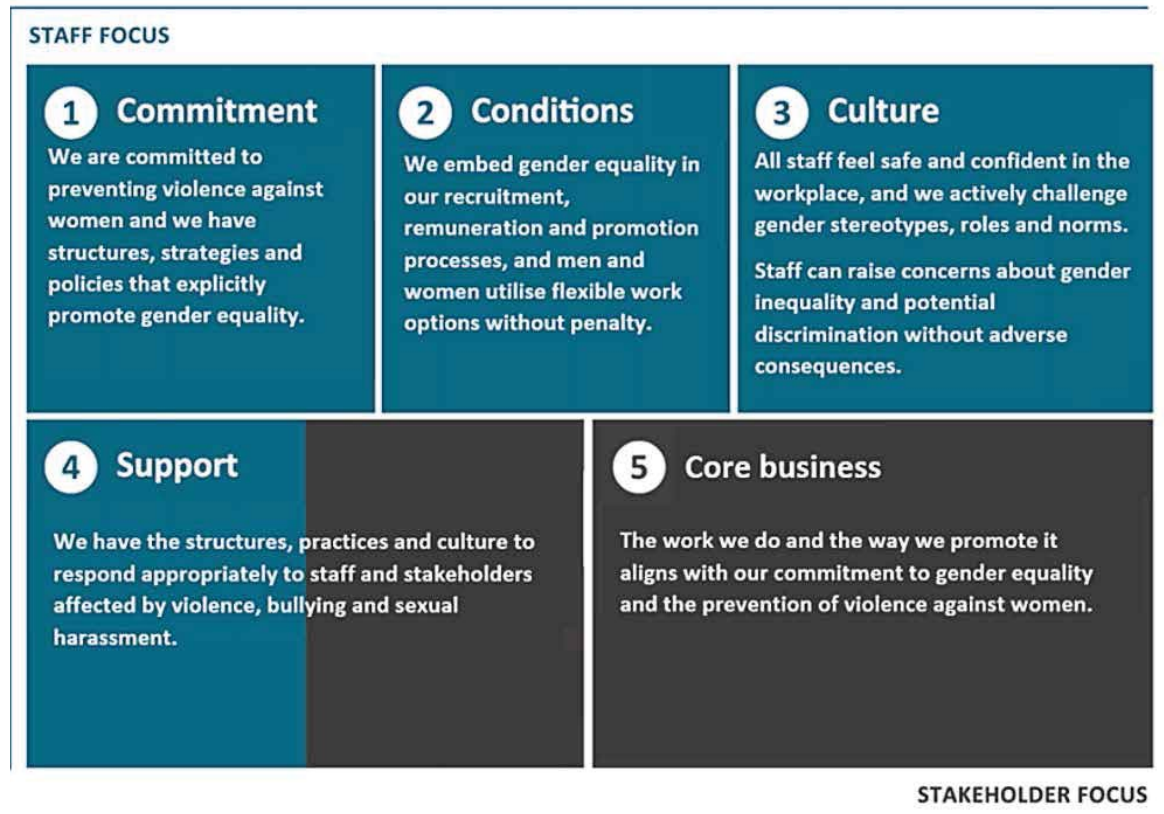 STAFF FOCUS
1 Commitment
We are committed to
preventing violence against
women and we have
structures, strategies and
policies that explicitly
promote gender equality.
2 Conditions
We embed gender equality in
our recruitment,
remuneration and promotion
processes, and men and
women utilise flexible work
options without penalty.
3 Culture
All staff feel safe and confident in the
workplace, and we actively challenge
gender stereotypes, roles and norms.
Staff can raise concerns about gender
inequality and potential
discrimination without adverse
consequences.
4 Support
We have the structures, practices and culture to
respond appropriately to staff and stakeholders
affected by violence, bullying and sexual
harassment.
5 Core business
The work we do and the way we promote it
aligns with our commitment to gender equality
and the prevention of violence against women.
STAKEHOLDER FOCUS